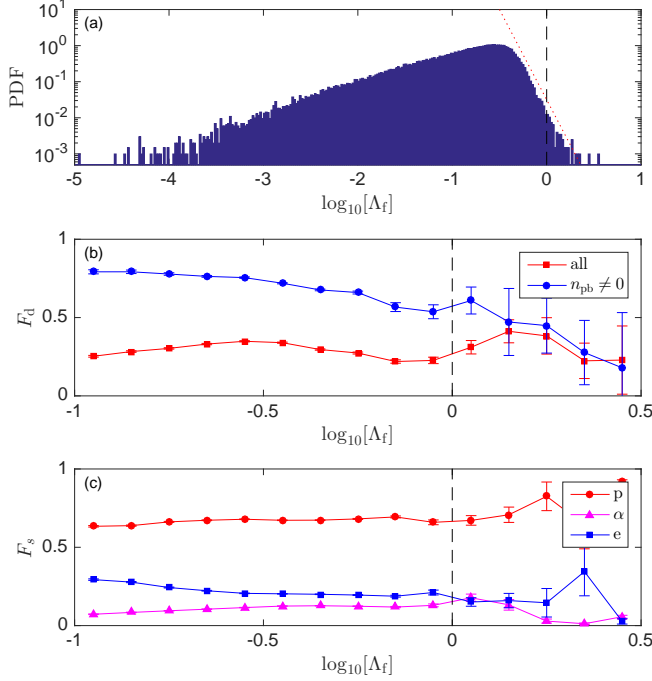 (a)
PDF
10^1
10^0
10^-1
10^-2
10^-3
-5 -4 -3 -2 -1 0 1
log10[Λf]
(b)
1
0.5
0
Fd
all
npb ≠ 0
-1 -0.5 0 0.5
log10[Λf]
(c)
1
0.5
0
Fs
p
α
e
-1 -0.5 0 0.5
log10[Λf]